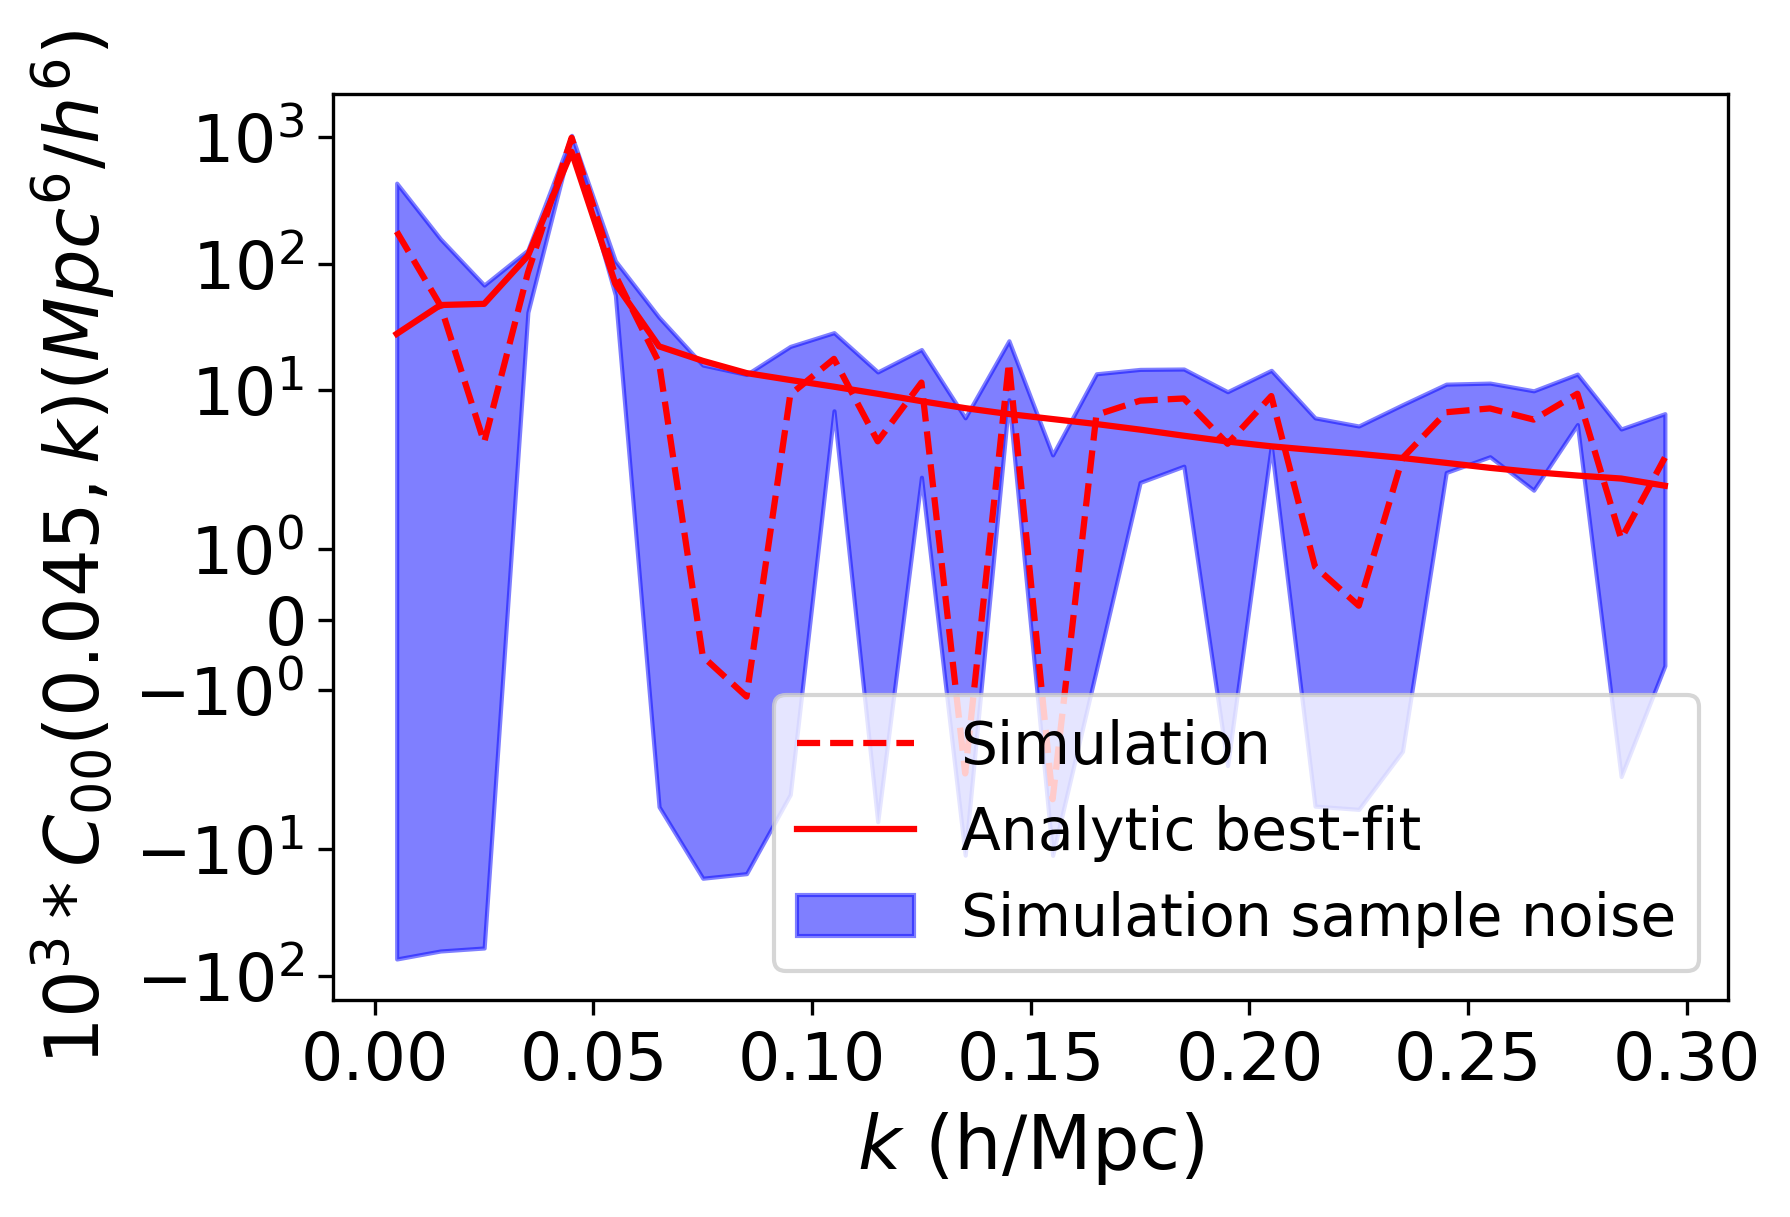 10³ * C₀₀(0.045, k)(Mpc⁶/h⁶)
10³
10²
10¹
10⁰
0
−10⁰
−10¹
−10²
Simulation
Analytic best-fit
Simulation sample noise
0.00 0.05 0.10 0.15 0.20 0.25 0.30
k (h/Mpc)